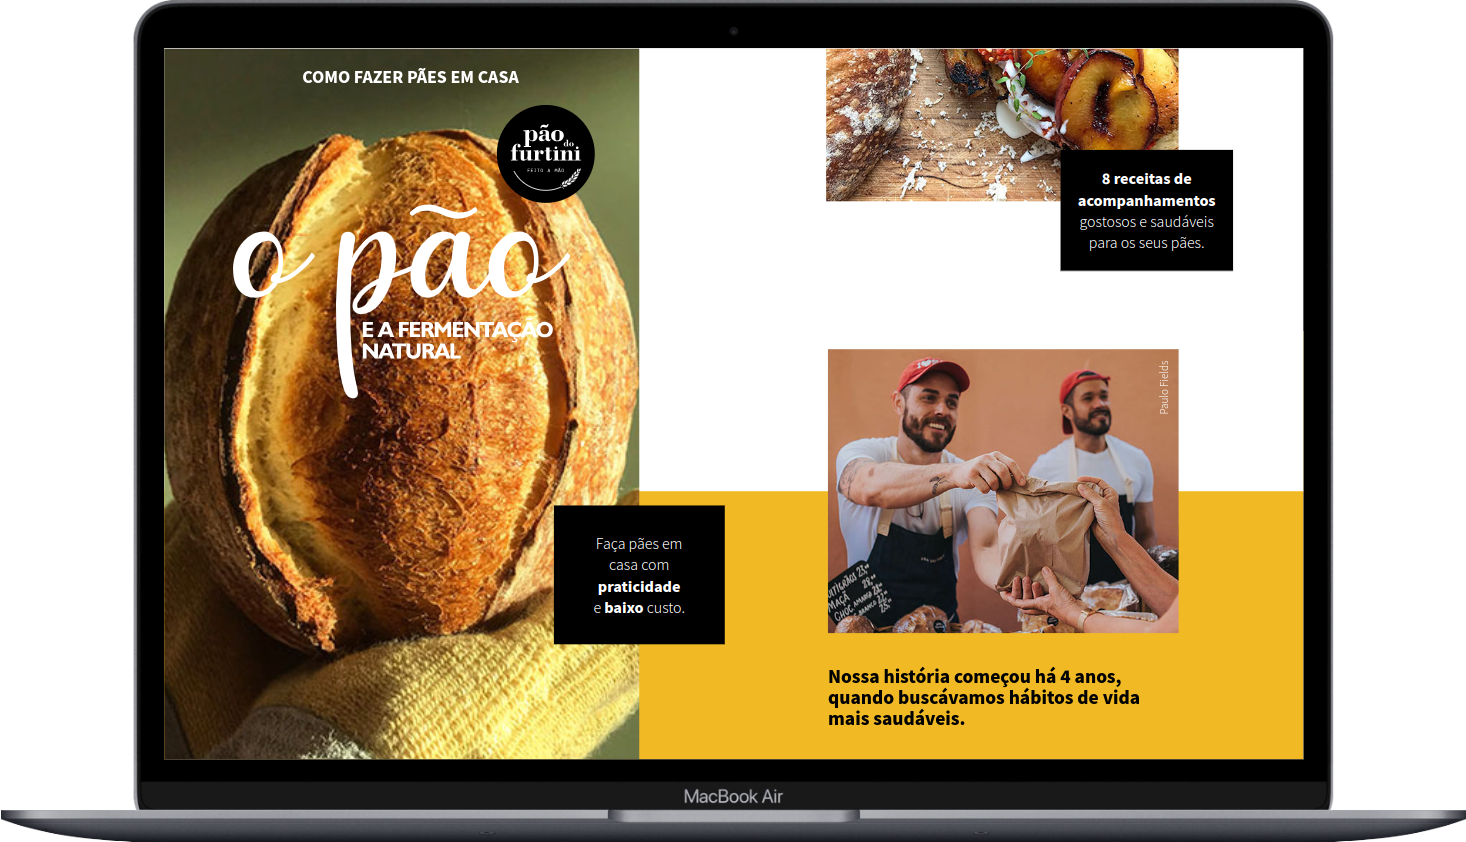 COMO FAZER PÃES EM CASA
pão
do
furtini
FEITO A MÃO
o pão
E A FERMENTAÇÃO
NATURAL
Faça pães em
casa com
praticidade
e baixo custo.
8 receitas de
acompanhamentos
gostosos e saudáveis
para os seus pães.
Paulo Fields
MAÇÃ
Nossa história começou há 4 anos,
quando buscávamos hábitos de vida
mais saudáveis.
MacBook Air